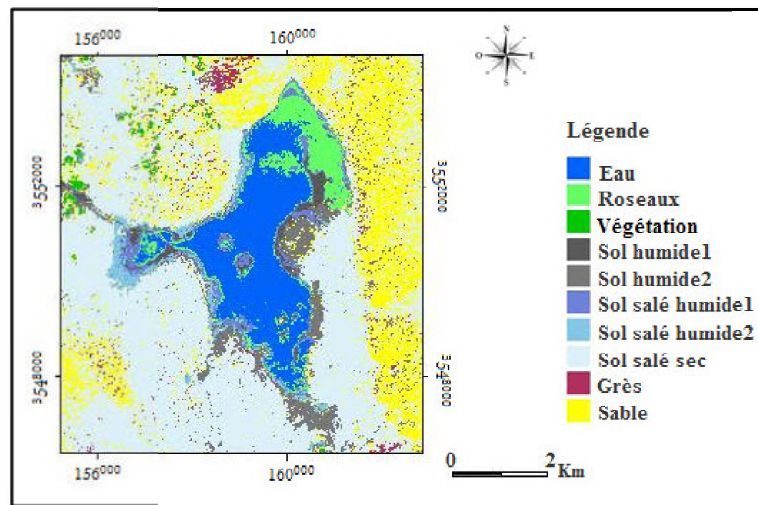 156000 160000
N
O E
S
Légende
Eau
Roseaux
Végétation
Sol humide1
Sol humide2
Sol salé humide1
Sol salé humide2
Sol salé sec
Grès
Sable
3552000 3552000
3548000 3548000
156000 160000
0 2
Km